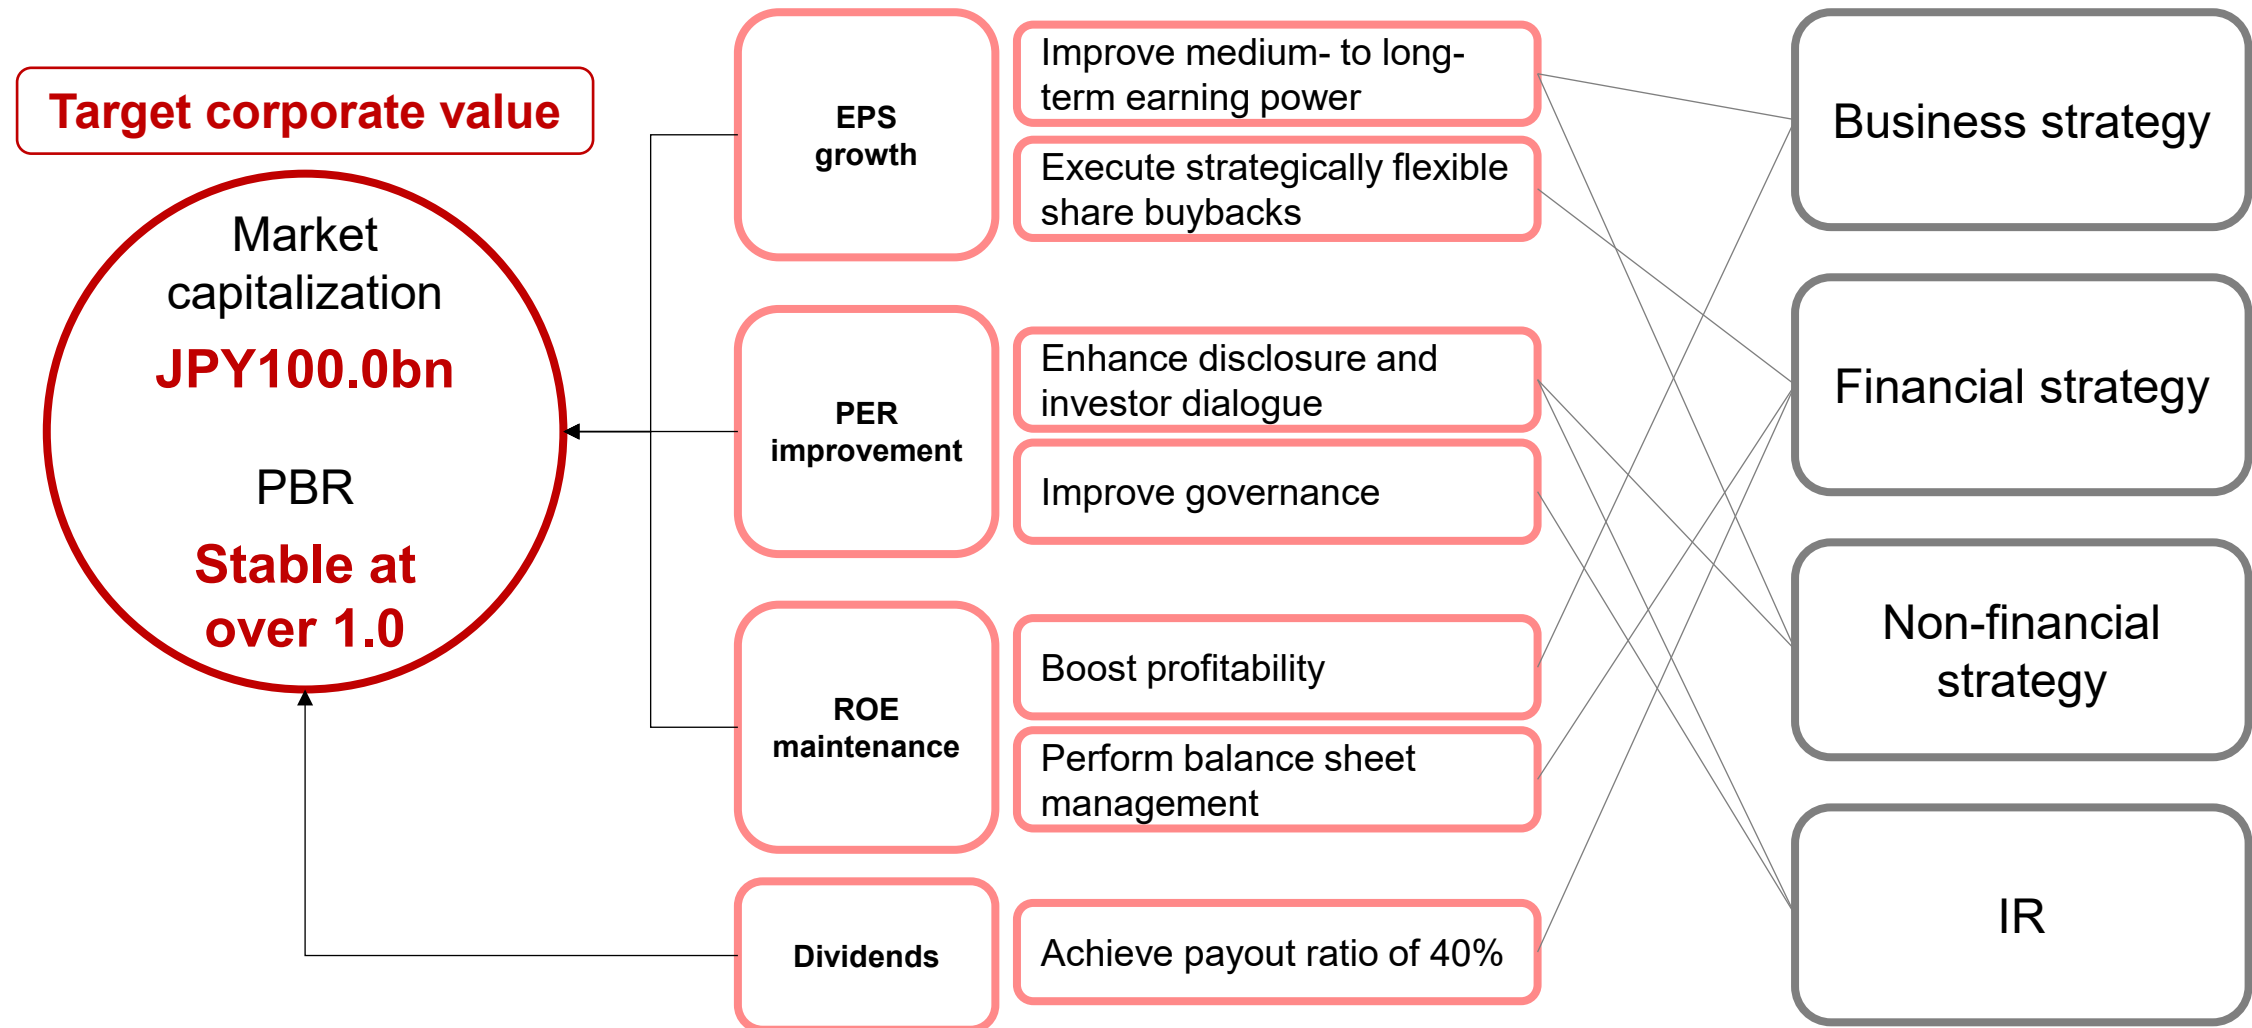 Target corporate value
Market
capitalization
JPY100.0bn
PBR
Stable at
over 1.0
EPS
growth
Improve medium- to long-
term earning power
Execute strategically flexible
share buybacks
PER
improvement
Enhance disclosure and
investor dialogue
Improve governance
ROE
maintenance
Boost profitability
Perform balance sheet
management
Dividends
Achieve payout ratio of 40%
Business strategy
Financial strategy
Non-financial
strategy
IR